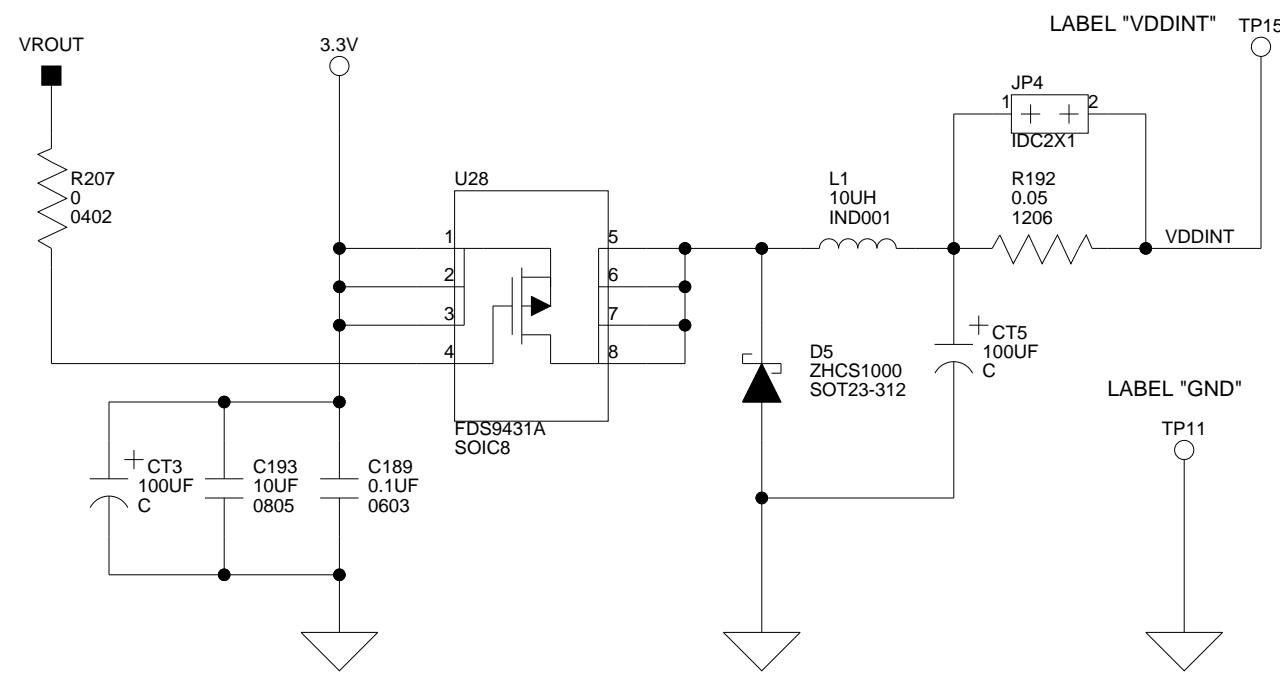 LABEL "VDDINT"
TP15
VROUT
3.3V
JP4
1
2
IDC2X1
R207
0
0402
U28
L1
10UH
IND001
R192
0.05
1206
1
2
3
4
5
6
7
8
VDDINT
CT5
100UF
C
D5
ZHCS1000
SOT23-312
LABEL "GND"
TP11
FDS9431A
SOIC8
CT3
100UF
C
C193
10UF
0805
C189
0.1UF
0603